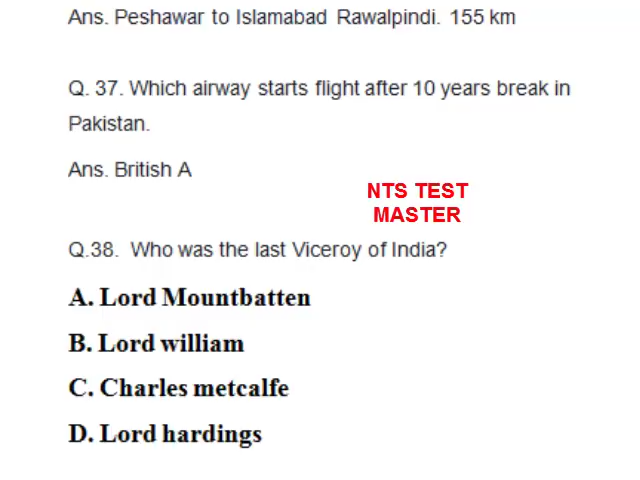 Ans. Peshawar to Islamabad Rawalpindi. 155 km
Q. 37. Which airway starts flight after 10 years break in
Pakistan.
Ans. British A
NTS TEST
MASTER
Q.38. Who was the last Viceroy of India?
A. Lord Mountbatten
B. Lord william
C. Charles metcalfe
D. Lord hardings